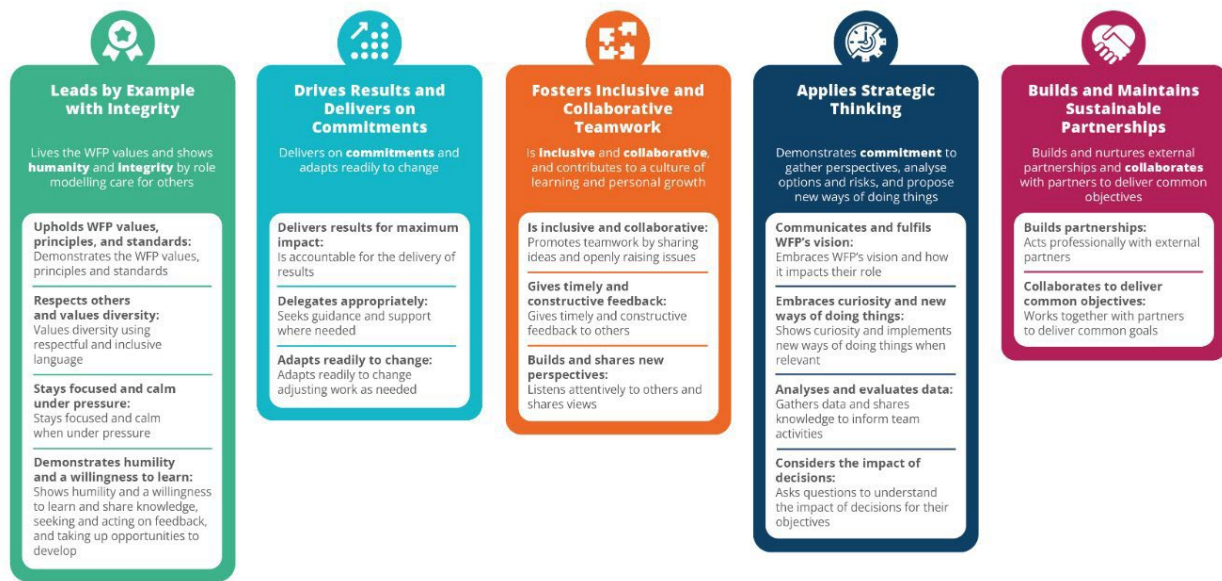 Leads by Example
with Integrity
Lives the WFP values and shows
humanity and integrity by role
modelling care for others
Upholds WFP values,
principles, and standards:
Demonstrates the WFP values,
principles and standards
Respects others
and values diversity:
Values diversity using
respectful and inclusive
language
Stays focused and calm
under pressure:
Stays focused and calm
when under pressure
Demonstrates humility
and a willingness to learn:
Shows humility and a willingness
to learn and share knowledge,
seeking and acting on feedback,
and taking up opportunities to
develop
Drives Results and
Delivers on
Commitments
Delivers on commitments and
adapts readily to change
Delivers results for maximum
impact:
Is accountable for the delivery of
results
Delegates appropriately:
Seeks guidance and support
where needed
Adapts readily to change:
Adapts readily to change
adjusting work as needed
Fosters Inclusive and
Collaborative
Teamwork
Is inclusive and collaborative,
and contributes to a culture of
learning and personal growth
Is inclusive and collaborative:
Promotes teamwork by sharing
ideas and openly raising issues
Gives timely and
constructive feedback:
Gives timely and constructive
feedback to others
Builds and shares new
perspectives:
Listens attentively to others and
shares views
Applies Strategic
Thinking
Demonstrates commitment to
gather perspectives, analyse
options and risks, and propose
new ways of doing things
Communicates and fulfils
WFP's vision:
Embraces WFP's vision and how
it impacts their role
Embraces curiosity and new
ways of doing things:
Shows curiosity and implements
new ways of doing things when
relevant
Analyses and evaluates data:
Gathers data and shares
knowledge to inform team
activities
Considers the impact of
decisions:
Asks questions to understand
the impact of decisions for their
objectives
Builds and Maintains
Sustainable
Partnerships
Builds and nurtures external
partnerships and collaborates
with partners to deliver common
objectives
Builds partnerships:
Acts professionally with external
partners
Collaborates to deliver
common objectives:
Works together with partners
to deliver common goals